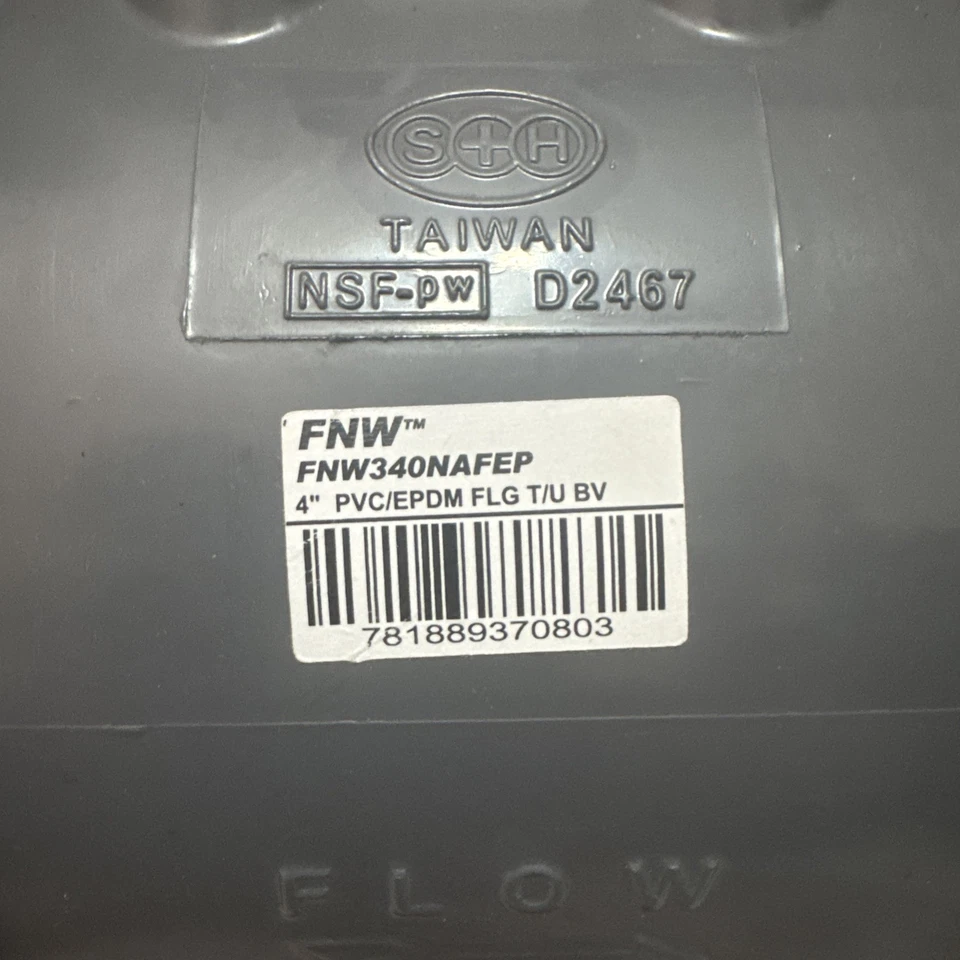 S+H
TAIWAN
NSF-pw D2467
FNW™
FNW340NAFEP
4" PVC/EPDM FLG T/U BV
781889370803
FLOW